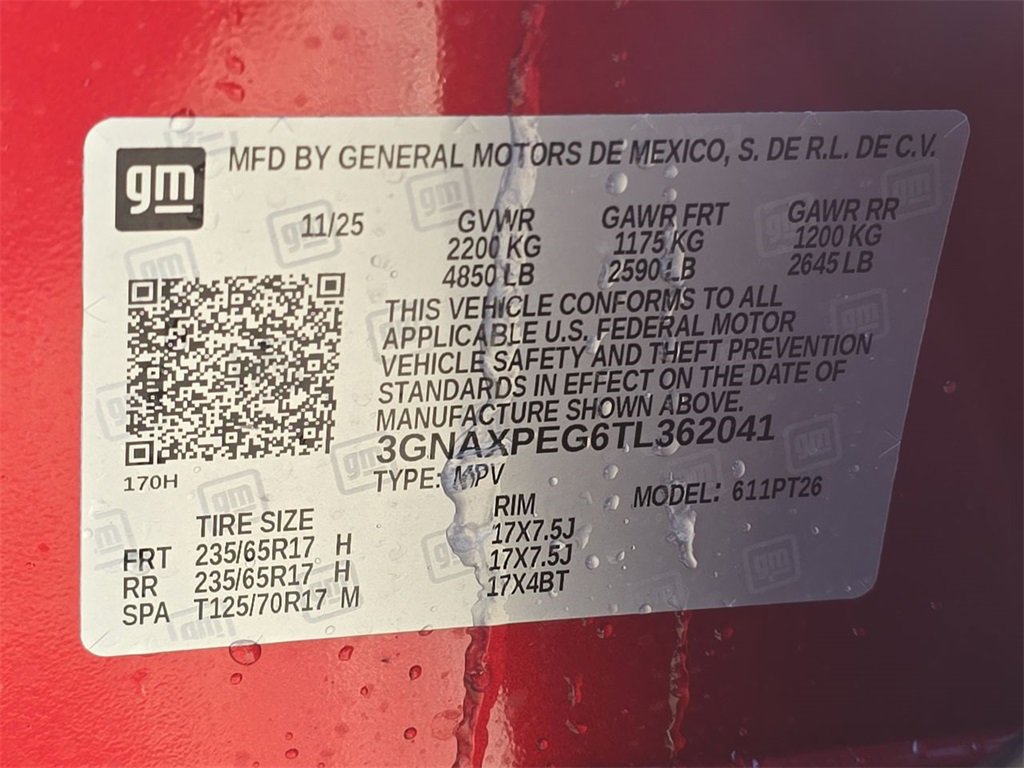 gm MFD BY GENERAL MOTORS DE MEXICO, S. DE R.L. DE C.V.
11/25 GVWR GAWR FRT GAWR RR
2200 KG 1175 KG 1200 KG
4850 LB 2590 LB 2645 LB
THIS VEHICLE CONFORMS TO ALL
APPLICABLE U.S. FEDERAL MOTOR
VEHICLE SAFETY AND THEFT PREVENTION
STANDARDS IN EFFECT ON THE DATE OF
MANUFACTURE SHOWN ABOVE.
3GNAXPEG6TL362041
170H TYPE: MPV MODEL: 611PT26
TIRE SIZE RIM
FRT 235/65R17 H 17X7.5J
RR 235/65R17 H 17X7.5J
SPA T125/70R17 M 17X4BT